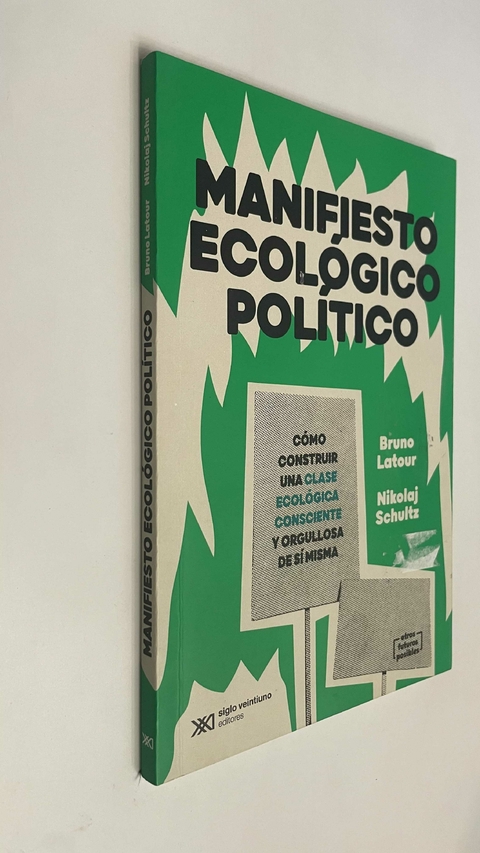 Bruno Latour Nikolaj Schultz
MANIFIESTO ECOLÓGICO POLÍTICO
MANIFIESTO
ECOLÓGICO
POLÍTICO
CÓMO
CONSTRUIR
UNA CLASE
ECOLÓGICA
CONSCIENTE
Y ORGULLOSA
DE SÍ MISMA
Bruno
Latour
Nikolaj
Schultz
otros
futuros
posibles
siglo veintiuno
editores